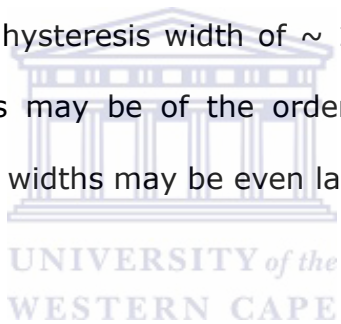 hysteresis width of ~
s may be of the order
widths may be even la
UNIVERSITY of the
WESTERN CAPE